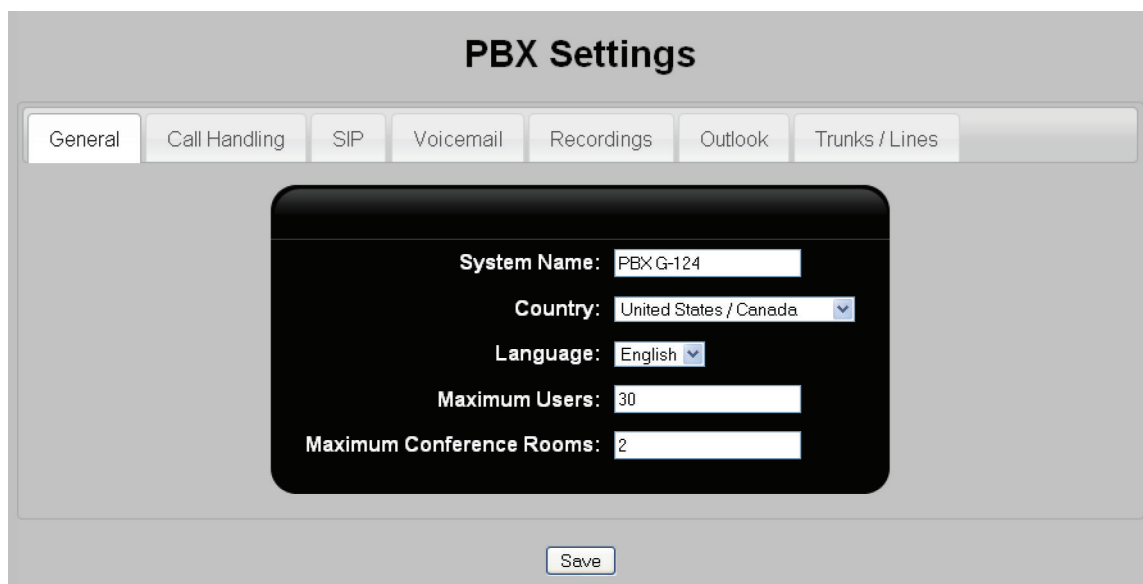 PBX Settings
General Call Handling SIP Voicemail Recordings Outlook Trunks / Lines
System Name: PBX G-124
Country: United States / Canada
Language: English
Maximum Users: 30
Maximum Conference Rooms: 2
Save